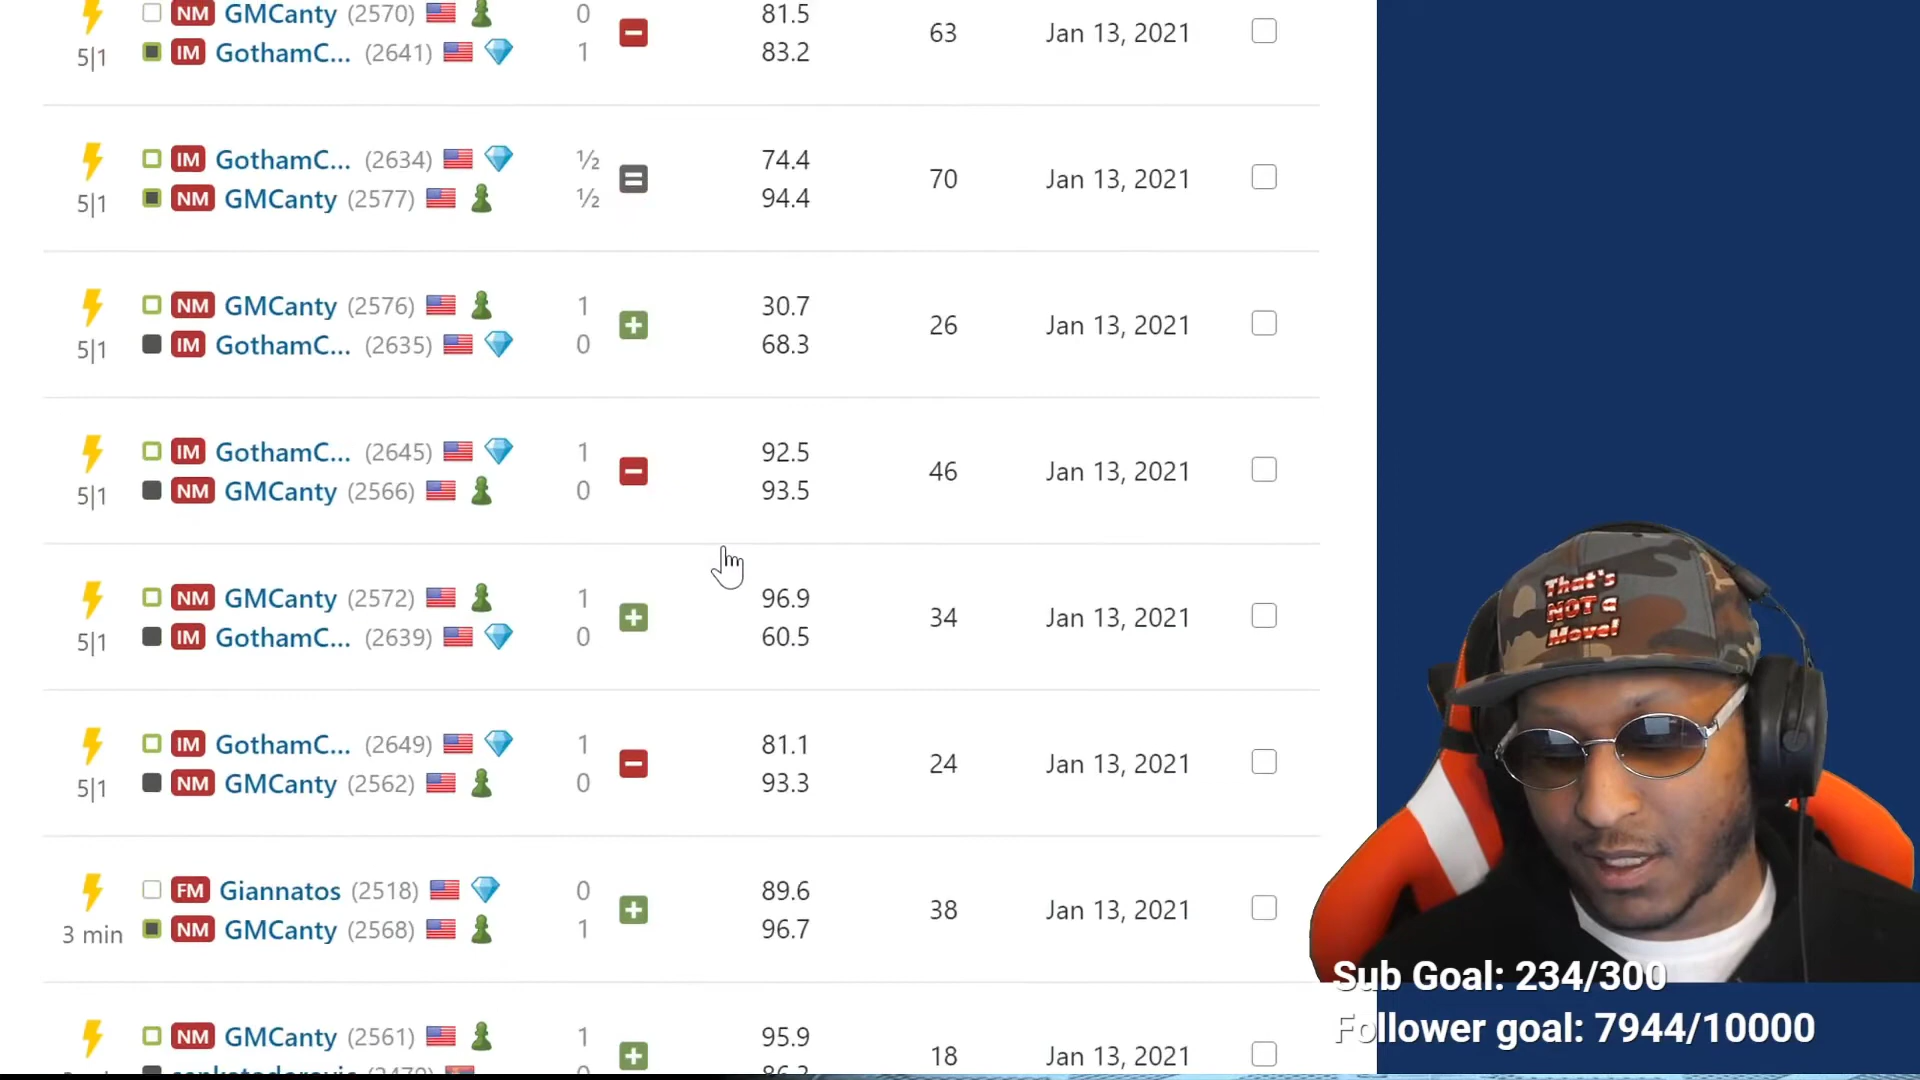 NM GMCanty (2570) 0 81.5
5|1 IM GothamC... (2641) 1 83.2 63 Jan 13, 2021
IM GothamC... (2634) ½ 74.4
5|1 NM GMCanty (2577) ½ 94.4 70 Jan 13, 2021
NM GMCanty (2576) 1 30.7
5|1 IM GothamC... (2635) 0 68.3 26 Jan 13, 2021
IM GothamC... (2645) 1 92.5
5|1 NM GMCanty (2566) 0 93.5 46 Jan 13, 2021
NM GMCanty (2572) 1 96.9
5|1 IM GothamC... (2639) 0 60.5 34 Jan 13, 2021
IM GothamC... (2649) 1 81.1
5|1 NM GMCanty (2562) 0 93.3 24 Jan 13, 2021
FM Giannatos (2518) 0 89.6
3 min NM GMCanty (2568) 1 96.7 38 Jan 13, 2021
NM GMCanty (2561) 1 95.9 18 Jan 13, 2021
That's
NOT a
Move!
Sub Goal: 234/300
Follower goal: 7944/10000